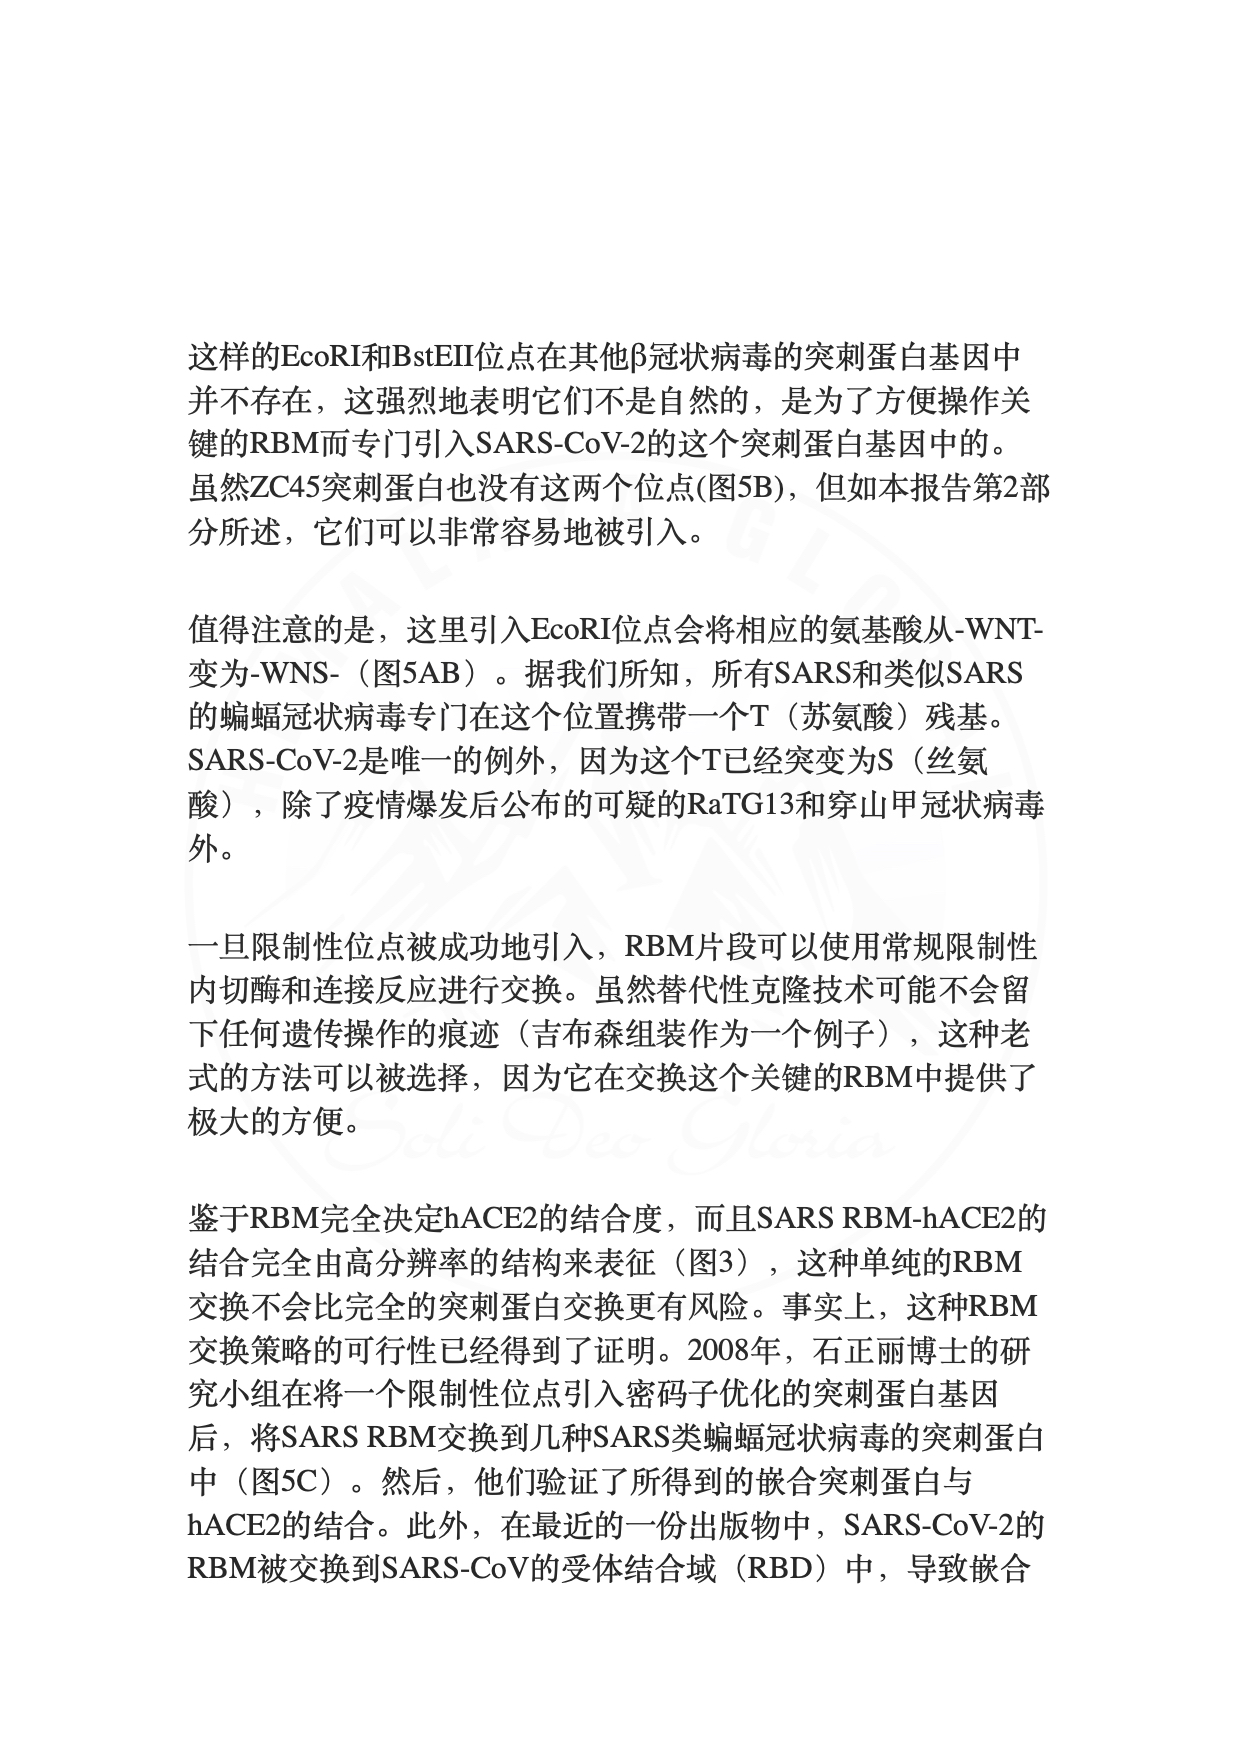 这样的EcoRI和BstEII位点在其他β冠状病毒的突刺蛋白基因中
并不存在，这强烈地表明它们不是自然的，是为了方便操作关
键的RBM而专门引入SARS-CoV-2的这个突刺蛋白基因中的。
虽然ZC45突刺蛋白也没有这两个位点(图5B)，但如本报告第2部
分所述，它们可以非常容易地被引入。
值得注意的是，这里引入EcoRI位点会将相应的氨基酸从-WNT-
变为-WNS-（图5AB）。据我们所知，所有SARS和类似SARS
的蝙蝠冠状病毒专门在这个位置携带一个T（苏氨酸）残基。
SARS-CoV-2是唯一的例外，因为这个T已经突变为S（丝氨
酸），除了疫情爆发后公布的可疑的RaTG13和穿山甲冠状病毒
外。
一旦限制性位点被成功地引入，RBM片段可以使用常规限制性
内切酶和连接反应进行交换。虽然替代性克隆技术可能不会留
下任何遗传操作的痕迹（吉布森组装作为一个例子），这种老
式的方法可以被选择，因为它在交换这个关键的RBM中提供了
极大的方便。
Soli Deo Gloria
鉴于RBM完全决定hACE2的结合度，而且SARS RBM-hACE2的
结合完全由高分辨率的结构来表征（图3），这种单纯的RBM
交换不会比完全的突刺蛋白交换更有风险。事实上，这种RBM
交换策略的可行性已经得到了证明。2008年，石正丽博士的研
究小组在将一个限制性位点引入密码子优化的突刺蛋白基因
后，将SARS RBM交换到几种SARS类蝙蝠冠状病毒的突刺蛋白
中（图5C）。然后，他们验证了所得到的嵌合突刺蛋白与
hACE2的结合。此外，在最近的一份出版物中，SARS-CoV-2的
RBM被交换到SARS-CoV的受体结合域（RBD）中，导致嵌合